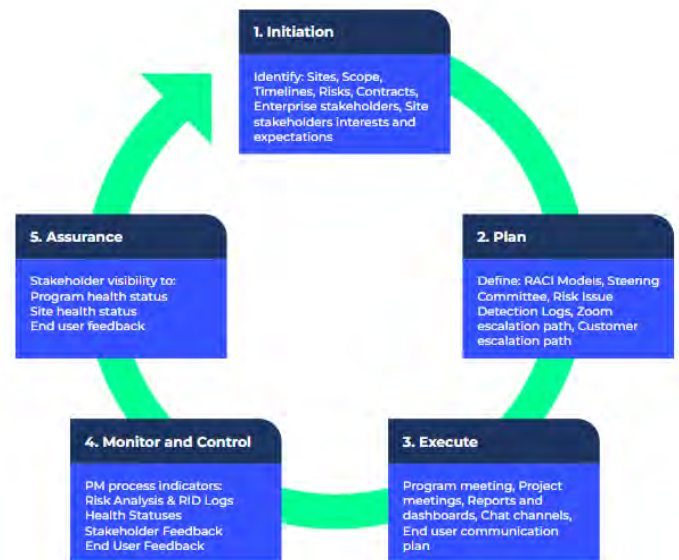 1. Initiation
Identify: Sites, Scope,
Timelines, Risks, Contracts,
Enterprise stakeholders, Site
stakeholders interests and
expectations
2. Plan
Define: RACI Models, Steering
Committee, Risk Issue
Detection Logs, Zoom
escalation path, Customer
escalation path
3. Execute
Program meeting, Project
meetings, Reports and
dashboards, Chat channels,
End user communication
plan
4. Monitor and Control
PM process indicators:
Risk Analysis & RID Logs
Health Statuses
Stakeholder Feedback
End User Feedback
5. Assurance
Stakeholder visibility to:
Program health status
Site health status
End user feedback